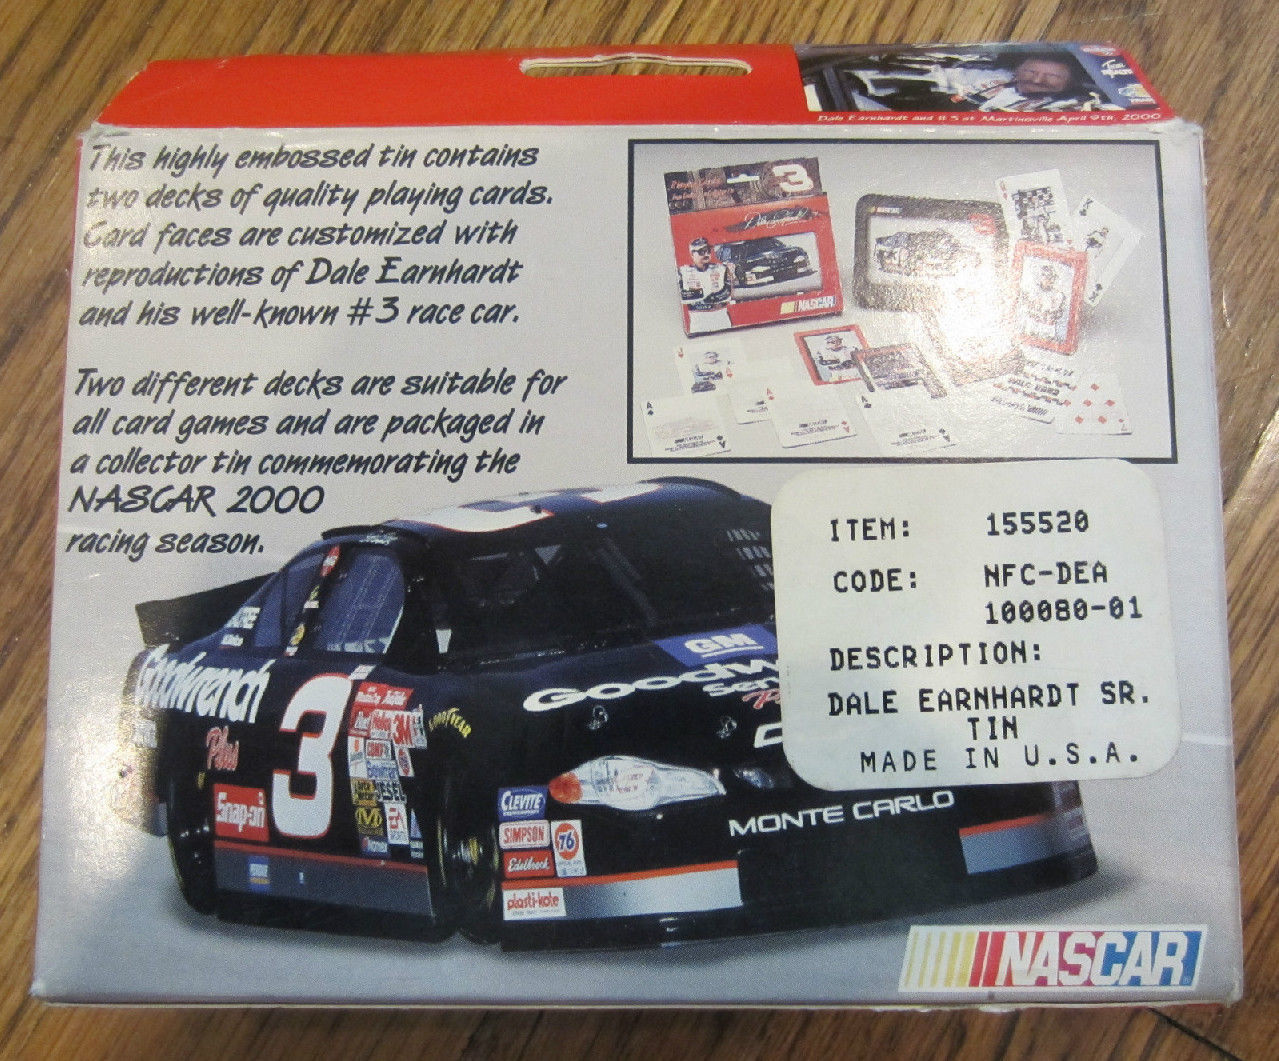 Dale Earnhardt and #3 at Martinsville April 9TH, 2000
This highly embossed tin contains
two decks of quality playing cards.
Card faces are customized with
reproductions of Dale Earnhardt
and his well-known #3 race car.
Two different decks are suitable for
all card games and are packaged in
a collector tin commemorating the
NASCAR 2000
racing season.
3
NASCAR
ITEM: 155520
CODE: NFC-DEA
100080-01
DESCRIPTION:
DALE EARNHARDT SR.
TIN
MADE IN U.S.A.
GM
Goodwrench
Plus
3
Snap-on
3M
GOODYEAR
CLEVITE
SIMPSON
76
Edelbrock
plasti-kote
MONTE CARLO
NASCAR